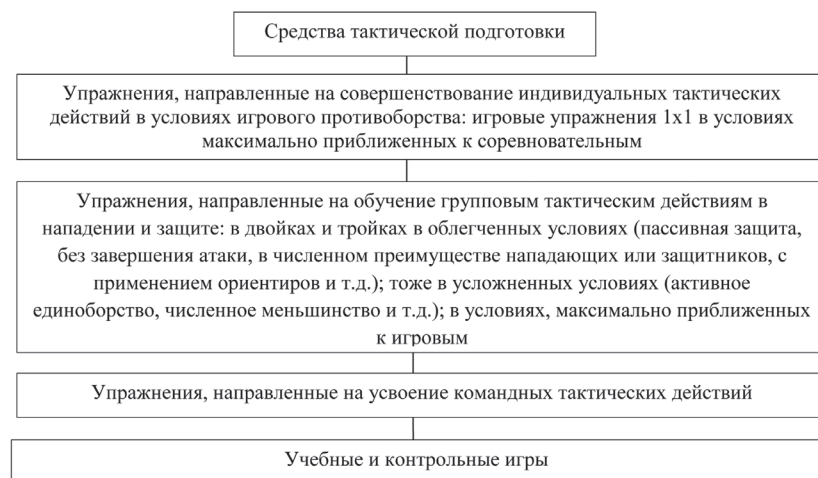 Средства тактической подготовки
Упражнения, направленные на совершенствование индивидуальных тактических
действий в условиях игрового противоборства: игровые упражнения 1х1 в условиях
максимально приближенных к соревновательным
Упражнения, направленные на обучение групповым тактическим действиям в
нападении и защите: в двойках и тройках в облегченных условиях (пассивная защита,
без завершения атаки, в численном преимуществе нападающих или защитников, с
применением ориентиров и т.д.); тоже в усложненных условиях (активное
единоборство, численное меньшинство и т.д.); в условиях, максимально приближенных
к игровым
Упражнения, направленные на усвоение командных тактических действий
Учебные и контрольные игры